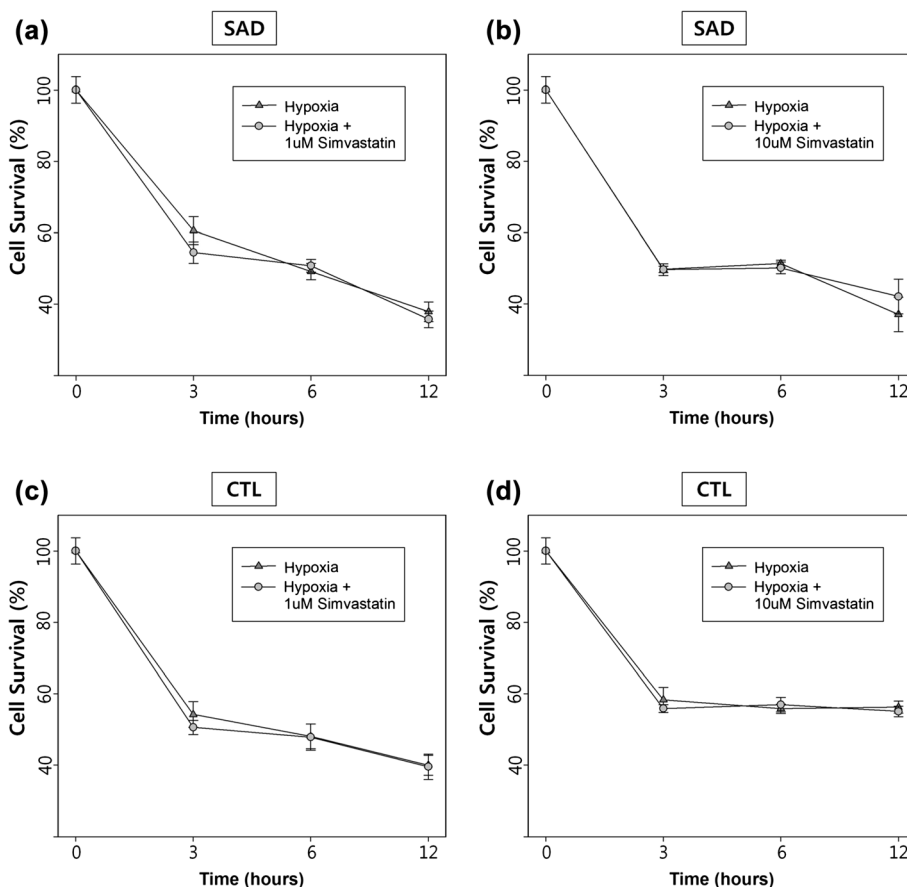 (a)
SAD
Cell Survival (%)
100
80
60
40
Hypoxia
Hypoxia +
1uM Simvastatin
0
3
6
12
Time (hours)
(b)
SAD
Cell Survival (%)
100
80
60
40
Hypoxia
Hypoxia +
10uM Simvastatin
0
3
6
12
Time (hours)
(c)
CTL
Cell Survival (%)
100
80
60
40
Hypoxia
Hypoxia +
1uM Simvastatin
0
3
6
12
Time (hours)
(d)
CTL
Cell Survival (%)
100
80
60
40
Hypoxia
Hypoxia +
10uM Simvastatin
0
3
6
12
Time (hours)